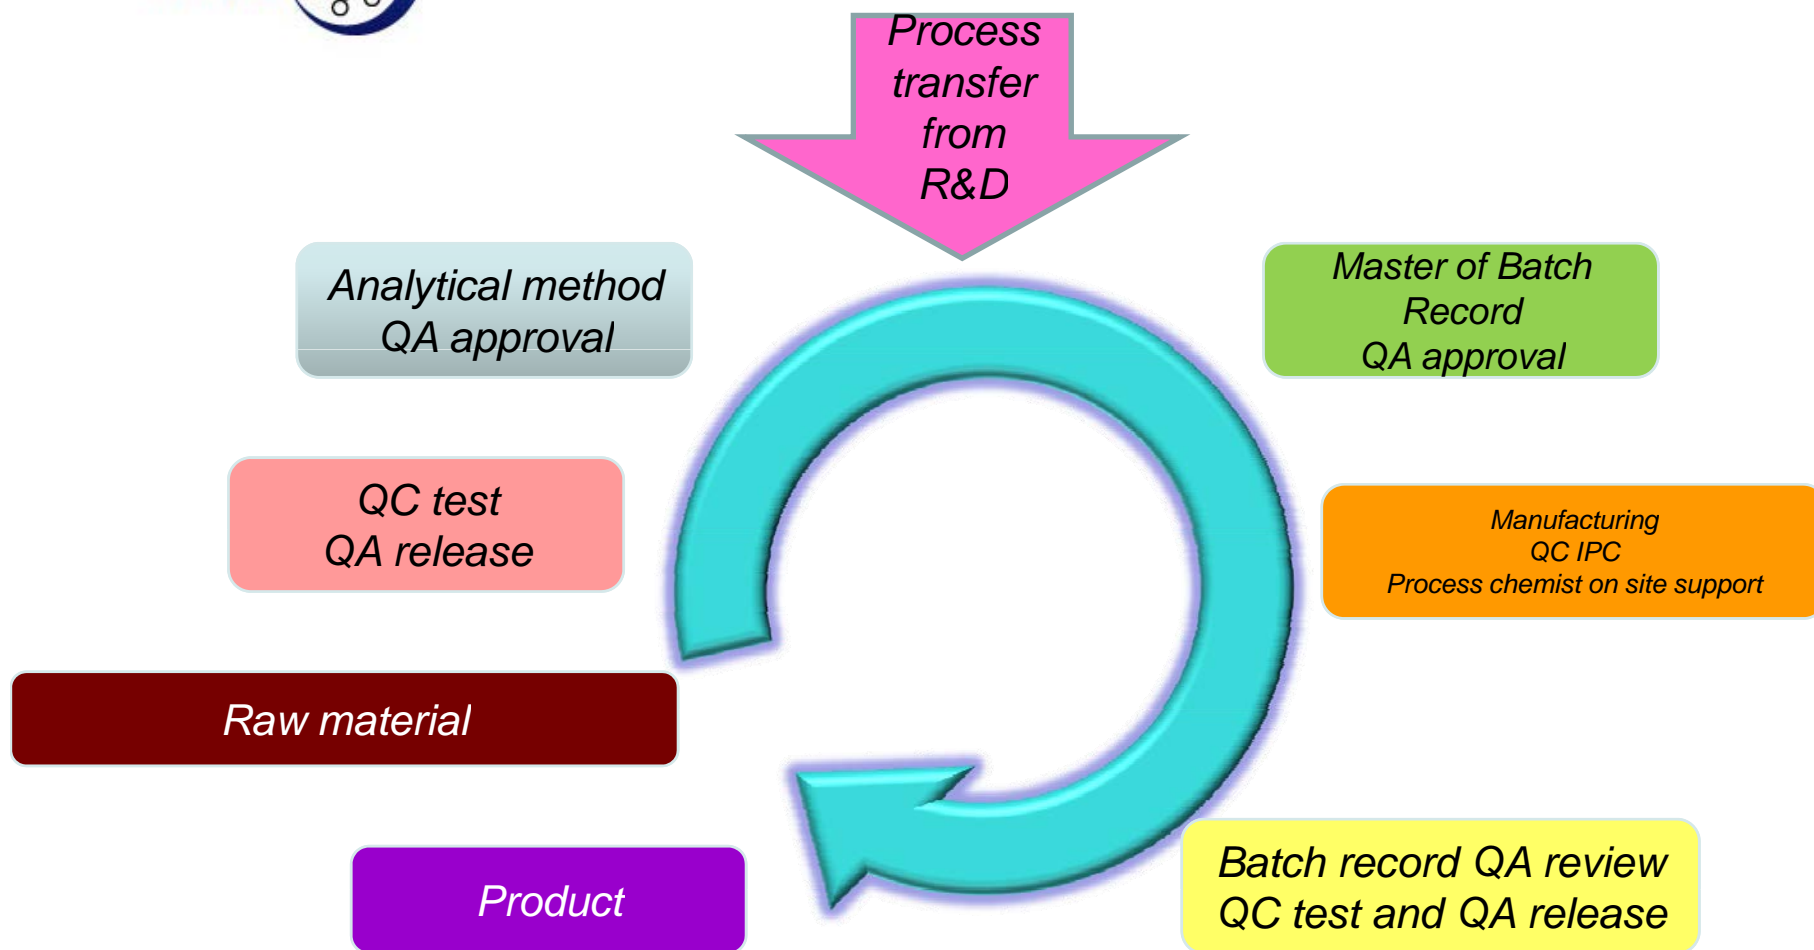 Process
transfer
from
R&D
Analytical method
QA approval
Master of Batch
Record
QA approval
QC test
QA release
Manufacturing
QC IPC
Process chemist on site support
Raw material
Product
Batch record QA review
QC test and QA release